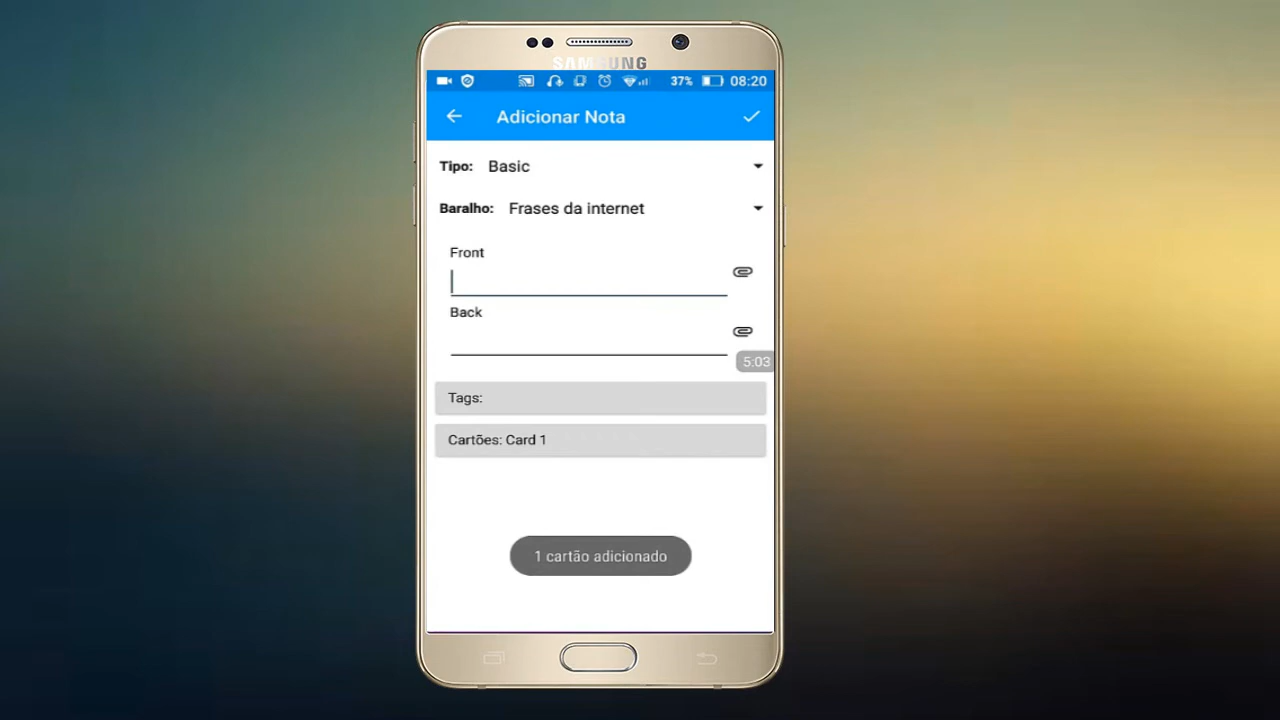 SAMSUNG
37% 08:20
Adicionar Nota
Tipo: Basic
Baralho: Frases da internet
Front
Back
5:03
Tags:
Cartões: Card 1
1 cartão adicionado